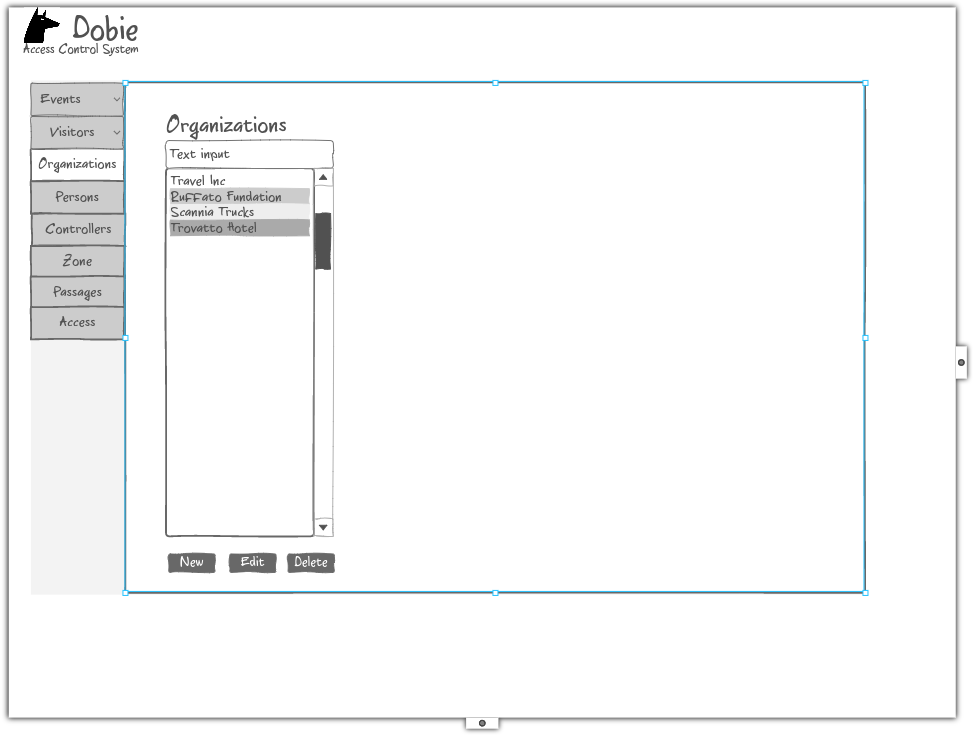 Dobie
Access Control System
Events
Visitors
Organizations
Persons
Controllers
Zone
Passages
Access
Organizations
Text input
Travel Inc
Ruffato Fundation
Scannia Trucks
Trovatto Hotel
New
Edit
Delete